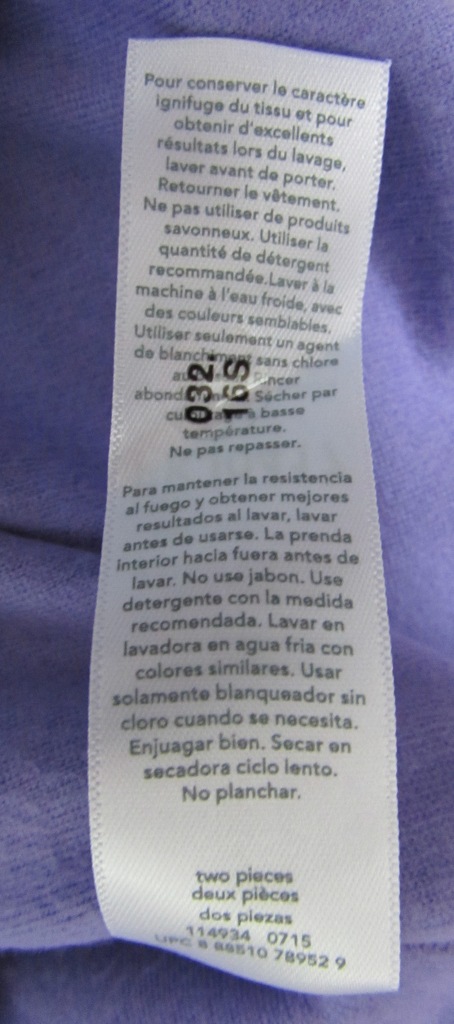 Pour conserver le caractère
ignifuge du tissu et pour
obtenir d'excellents
résultats lors du lavage,
laver avant de porter.
Retourner le vêtement.
Ne pas utiliser de produits
savonneux. Utiliser la
quantité de détergent
recommandée.Laver à la
machine à l'eau froide, avec
des couleurs semblables.
Utiliser seulement un agent
de blanchiment sans chlore
Rincer
Sécher par
à basse
température.
Ne pas repasser.
032.
16S
Para mantener la resistencia
al fuego y obtener mejores
resultados al lavar, lavar
antes de usarse. La prenda
interior hacia fuera antes de
lavar. No use jabon. Use
detergente con la medida
recomendada. Lavar en
lavadora en agua fria con
colores similares. Usar
solamente blanqueador sin
cloro cuando se necesita.
Enjuagar bien. Secar en
secadora ciclo lento.
No planchar.
two pieces
deux pièces
dos piezas
114934 0715
UPC 8 88510 78952 9